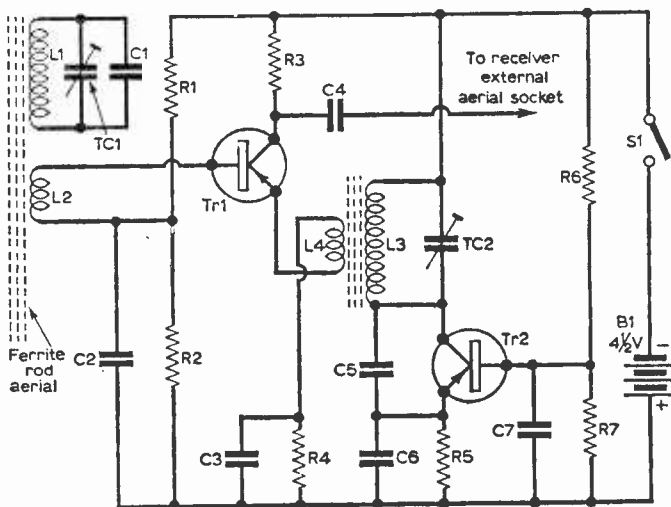 L1
C1
TC1
R1
R3
C4
To receiver
external
aerial socket
S1
R6
L2
Tr1
L4
L3
TC2
B1
4½V
-
+
Ferrite
rod
aerial
C2
R2
C5
Tr2
C3
R4
C6
R5
C7
R7